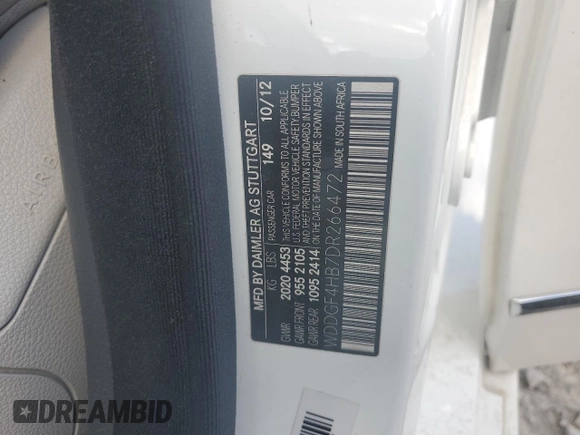 MFD BY DAIMLER AG STUTTGART
PASSENGER CAR 149 10/12
KG LBS
GVWR 2020 4453
GAWR FRONT 955 2105
GAWR REAR 1095 2414
THIS VEHICLE CONFORMS TO ALL APPLICABLE
U.S. FEDERAL MOTOR VEHICLE SAFETY, BUMPER
AND THEFT PREVENTION STANDARDS IN EFFECT
ON THE DATE OF MANUFACTURE SHOWN ABOVE
WDDGF4HB7DR266472
MADE IN SOUTH AFRICA
AIRBAG
DREAMBID